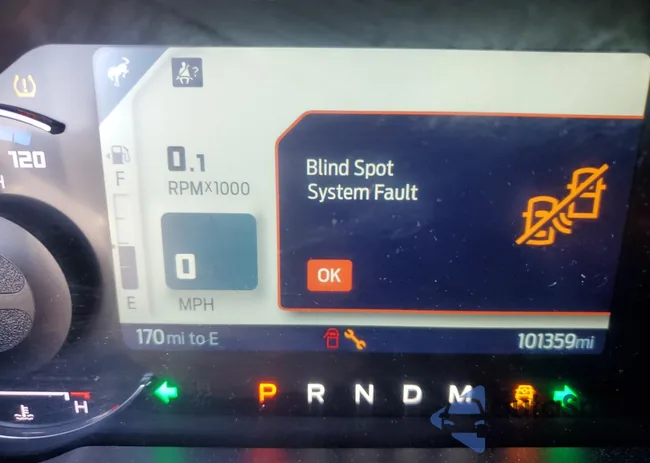 ?
120
H
F
0.1
RPMX1000
0
MPH
E
Blind Spot
System Fault
OK
170 mi to E
101359mi
H
P R N D M